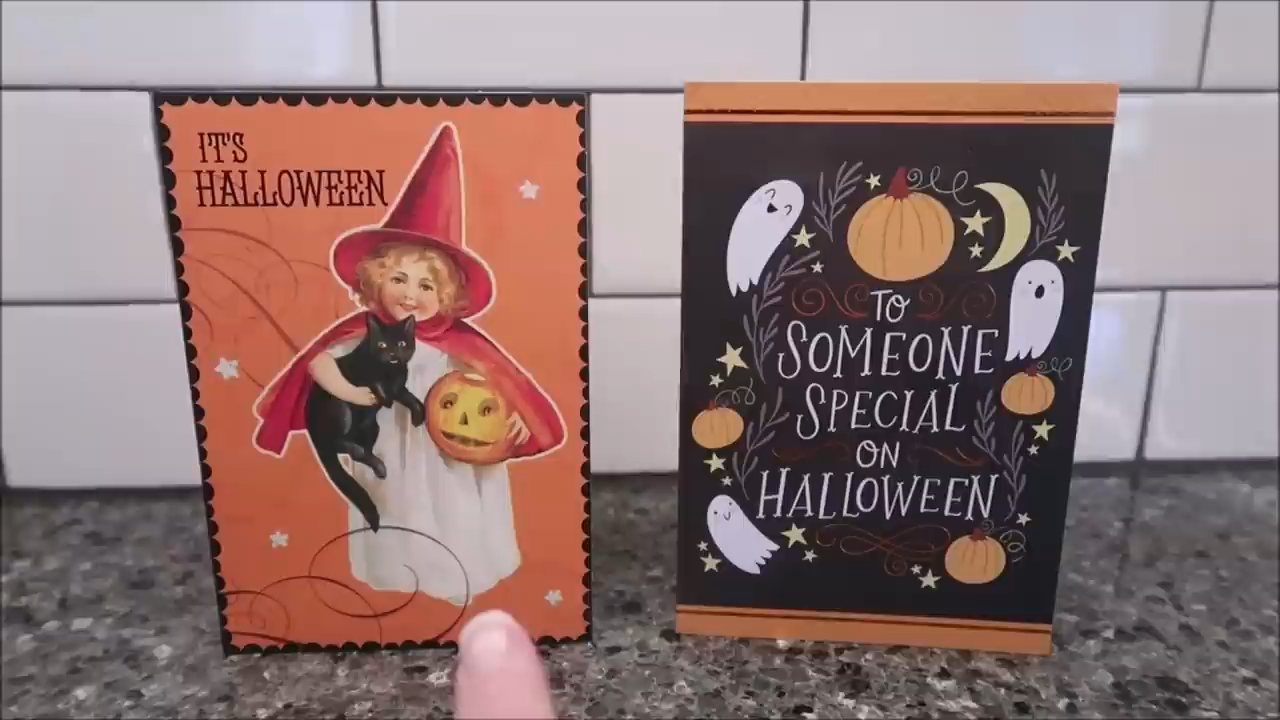 IT'S
HALLOWEEN
TO
SOMEONE
SPECIAL
ON
HALLOWEEN